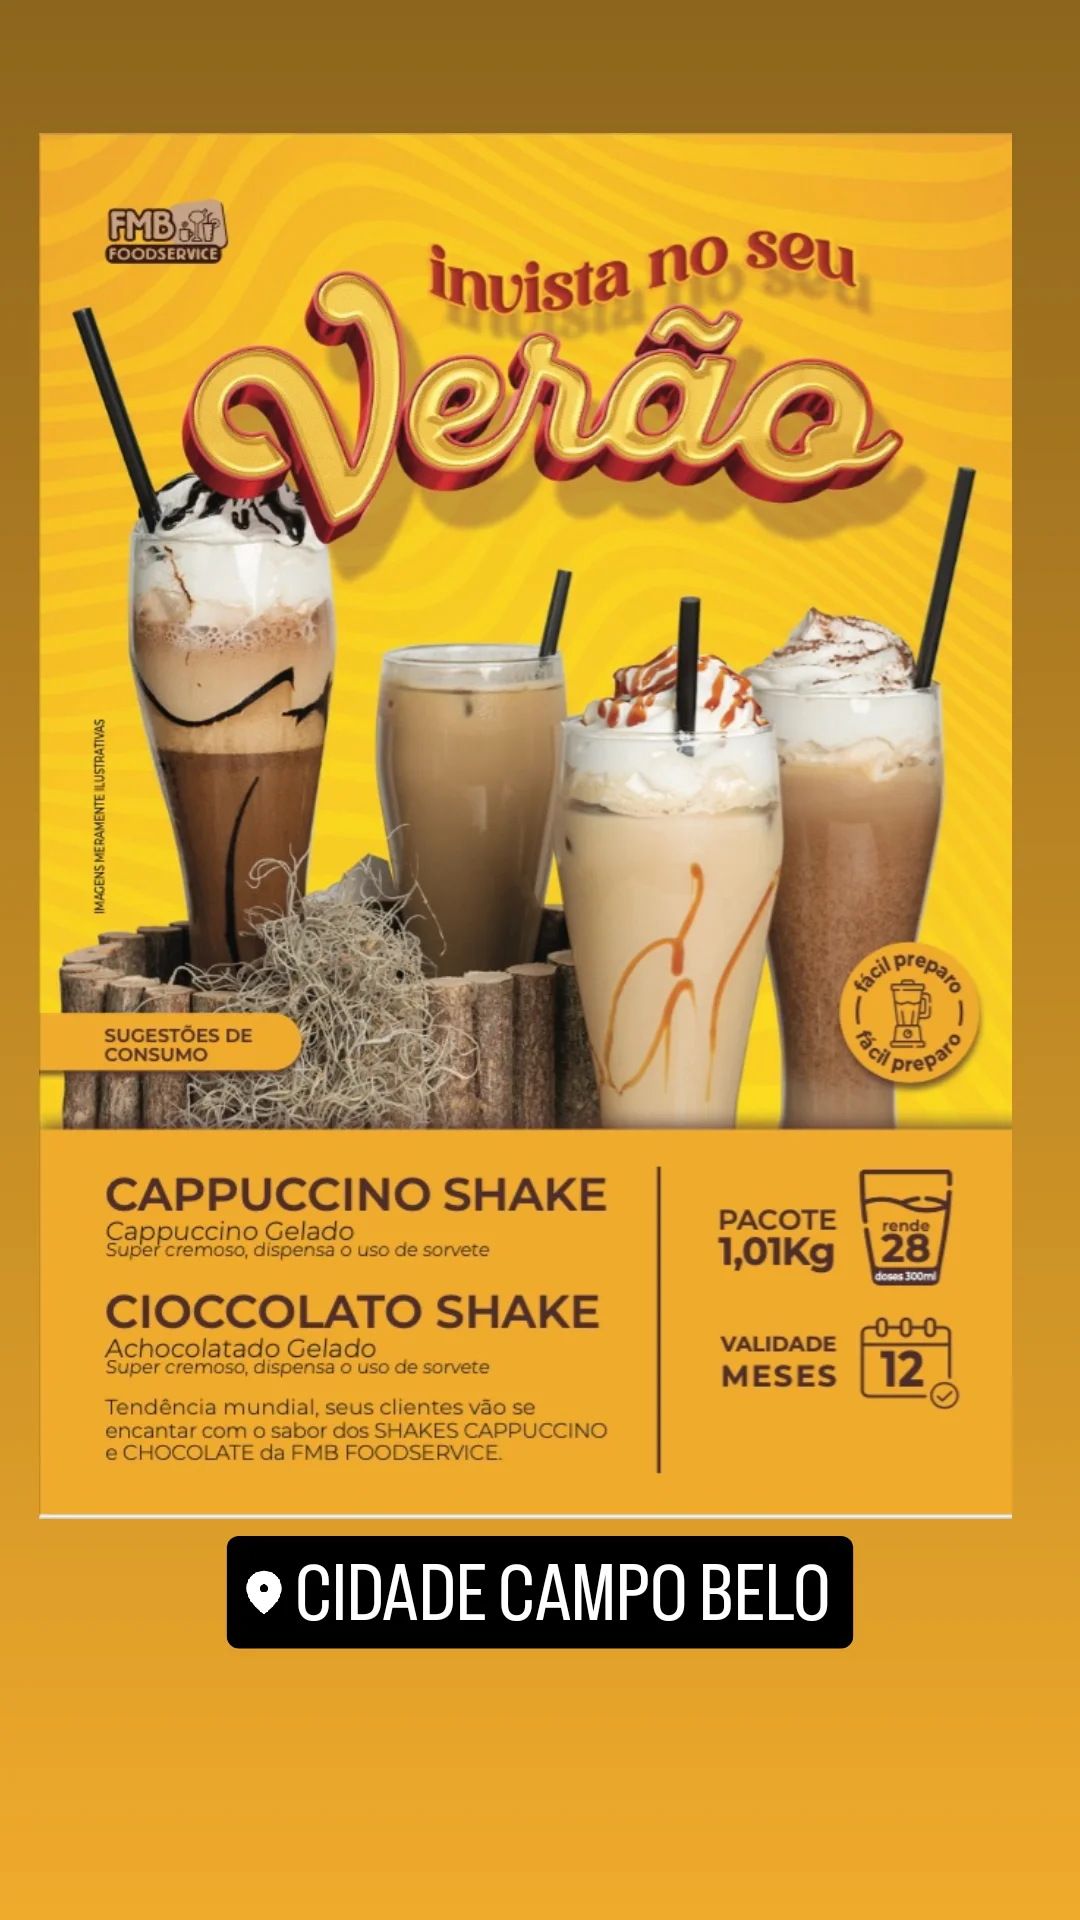 FMB
FOODSERVICE
invista no seu
Verão
IMAGENS MERAMENTE ILUSTRATIVAS
fácil preparo
fácil preparo
SUGESTÕES DE
CONSUMO
CAPPUCCINO SHAKE
Cappuccino Gelado
Super cremoso, dispensa o uso de sorvete
CIOCCOLATO SHAKE
Achocolatado Gelado
Super cremoso, dispensa o uso de sorvete
Tendência mundial, seus clientes vão se
encantar com o sabor dos SHAKES CAPPUCCINO
e CHOCOLATE da FMB FOODSERVICE.
PACOTE
1,01Kg
rende
28
doses 300ml
VALIDADE
MESES
12
CIDADE CAMPO BELO